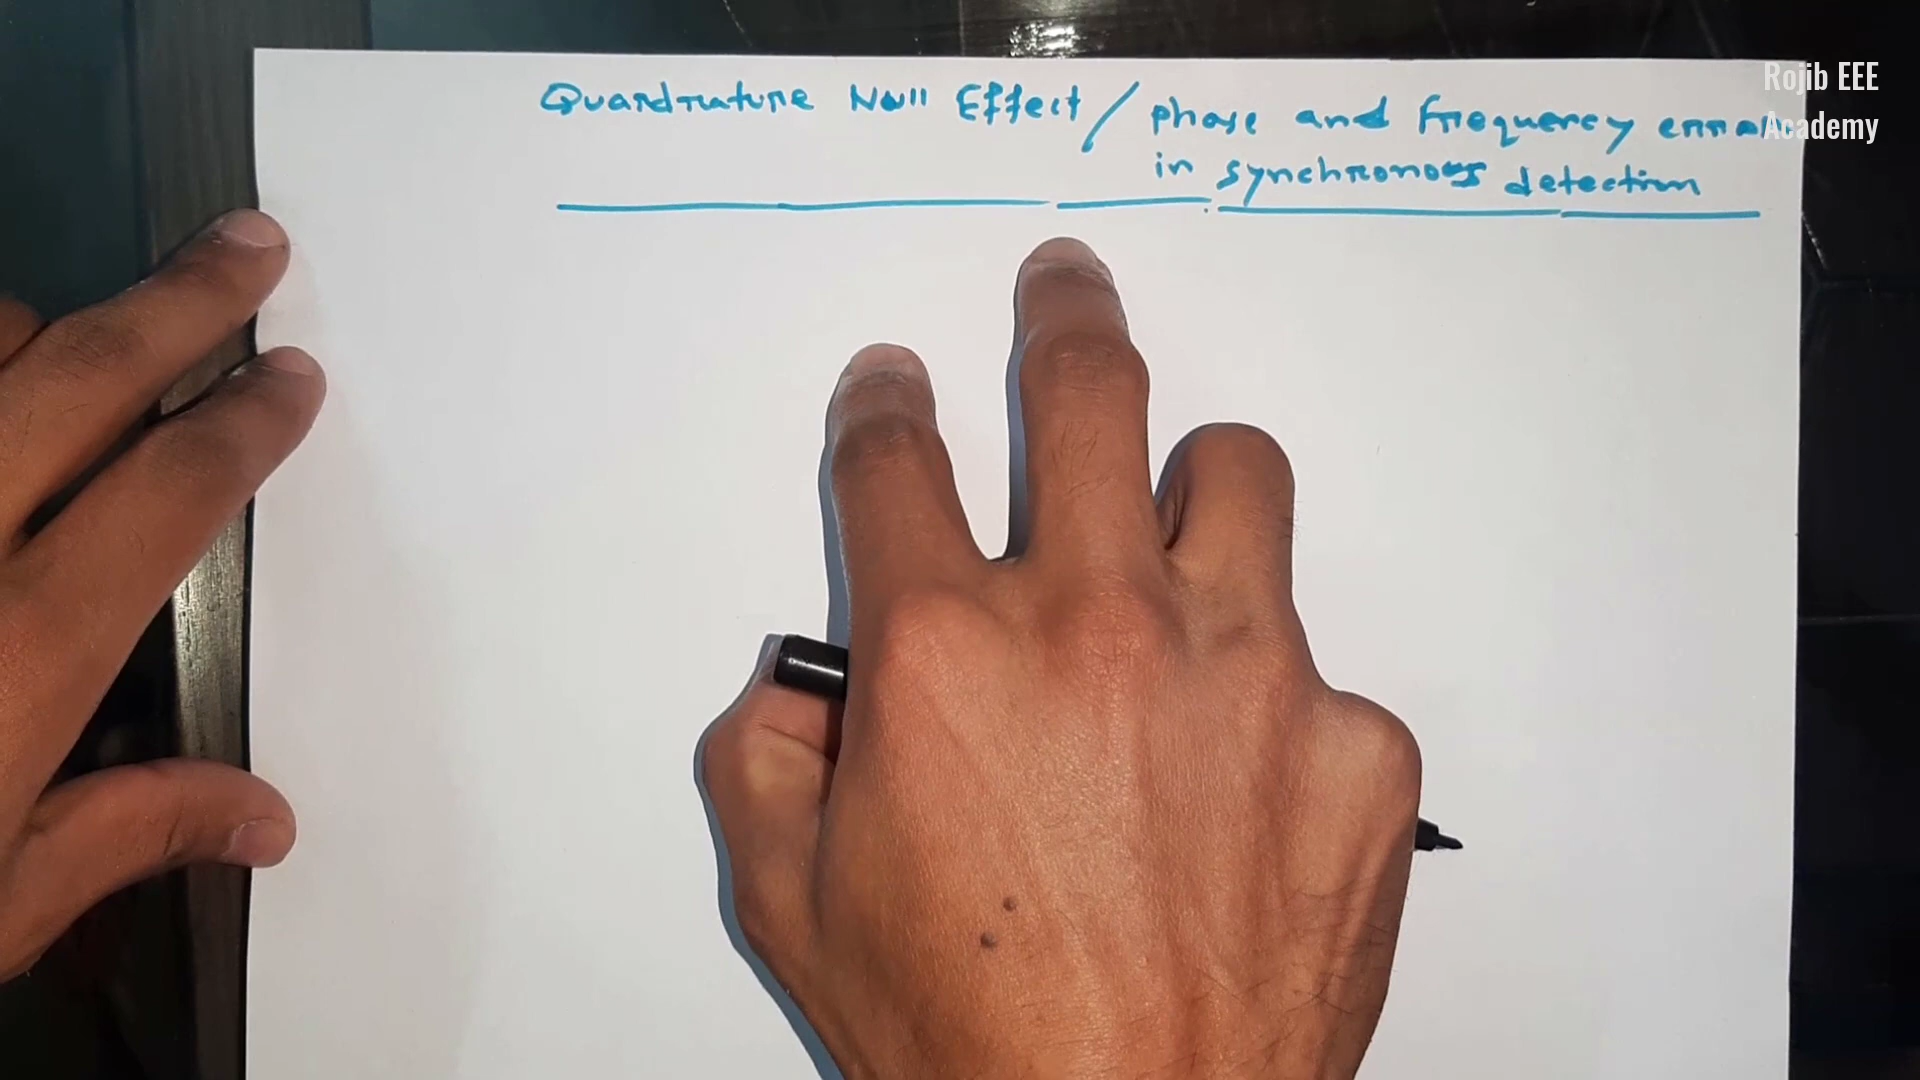 Quardrature Null Effect / phase and frequency error
in synchronous detection
Rojib EEE
Academy